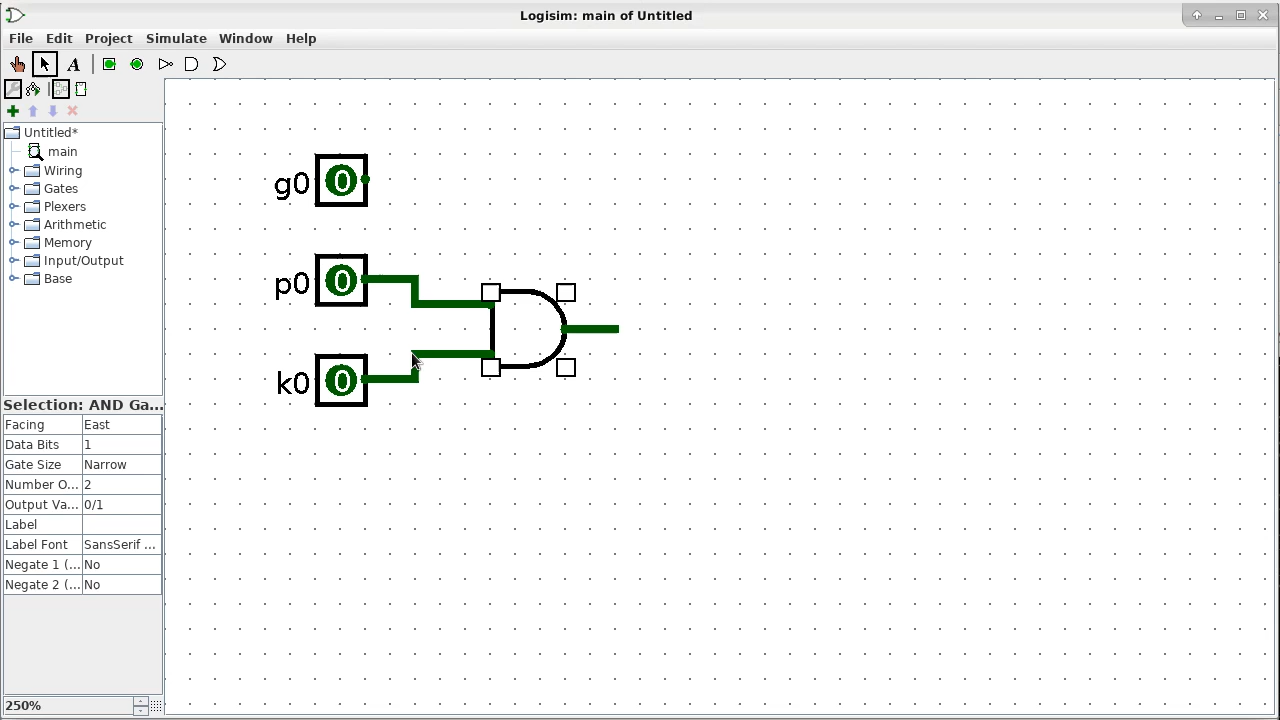 Logisim: main of Untitled
File Edit Project Simulate Window Help
A
Untitled*
main
Wiring
Gates
Plexers
Arithmetic
Memory
Input/Output
Base
Selection: AND Ga...
Facing East
Data Bits 1
Gate Size Narrow
Number O... 2
Output Va... 0/1
Label
Label Font SansSerif ...
Negate 1 (... No
Negate 2 (... No
250%
g0 0
p0 0
k0 0